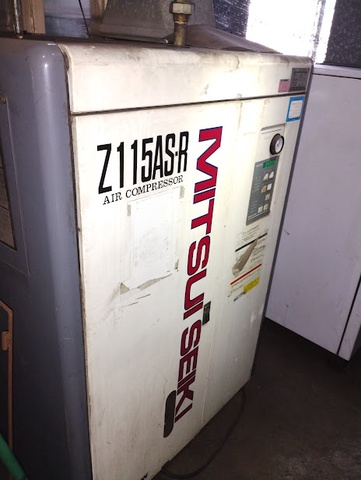 Z115AS·R
AIR COMPRESSOR
MITSUI SEIKI